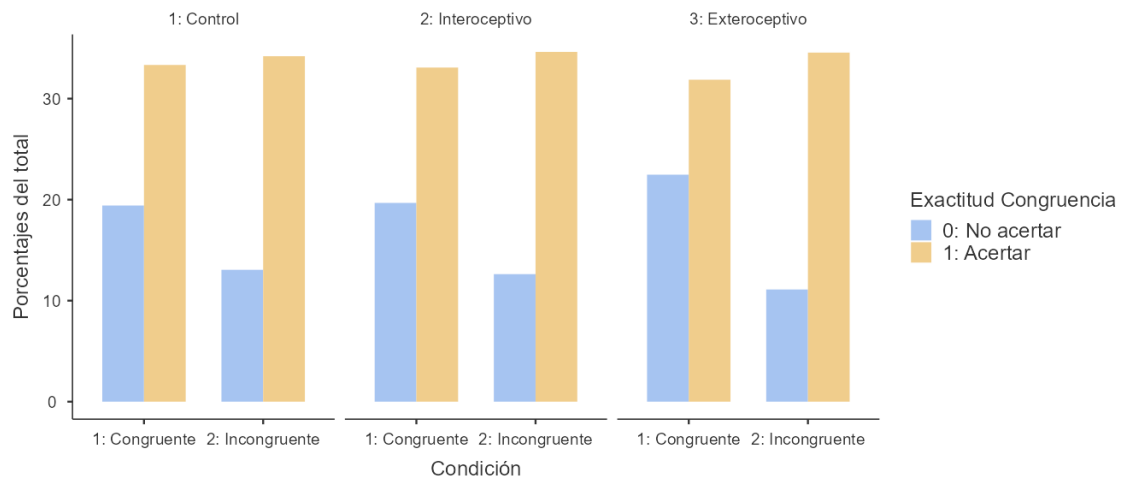 1: Control
2: Interoceptivo
3: Exteroceptivo
Porcentajes del total
30
20
10
0
1: Congruente
2: Incongruente
1: Congruente
2: Incongruente
1: Congruente
2: Incongruente
Condición
Exactitud Congruencia
0: No acertar
1: Acertar